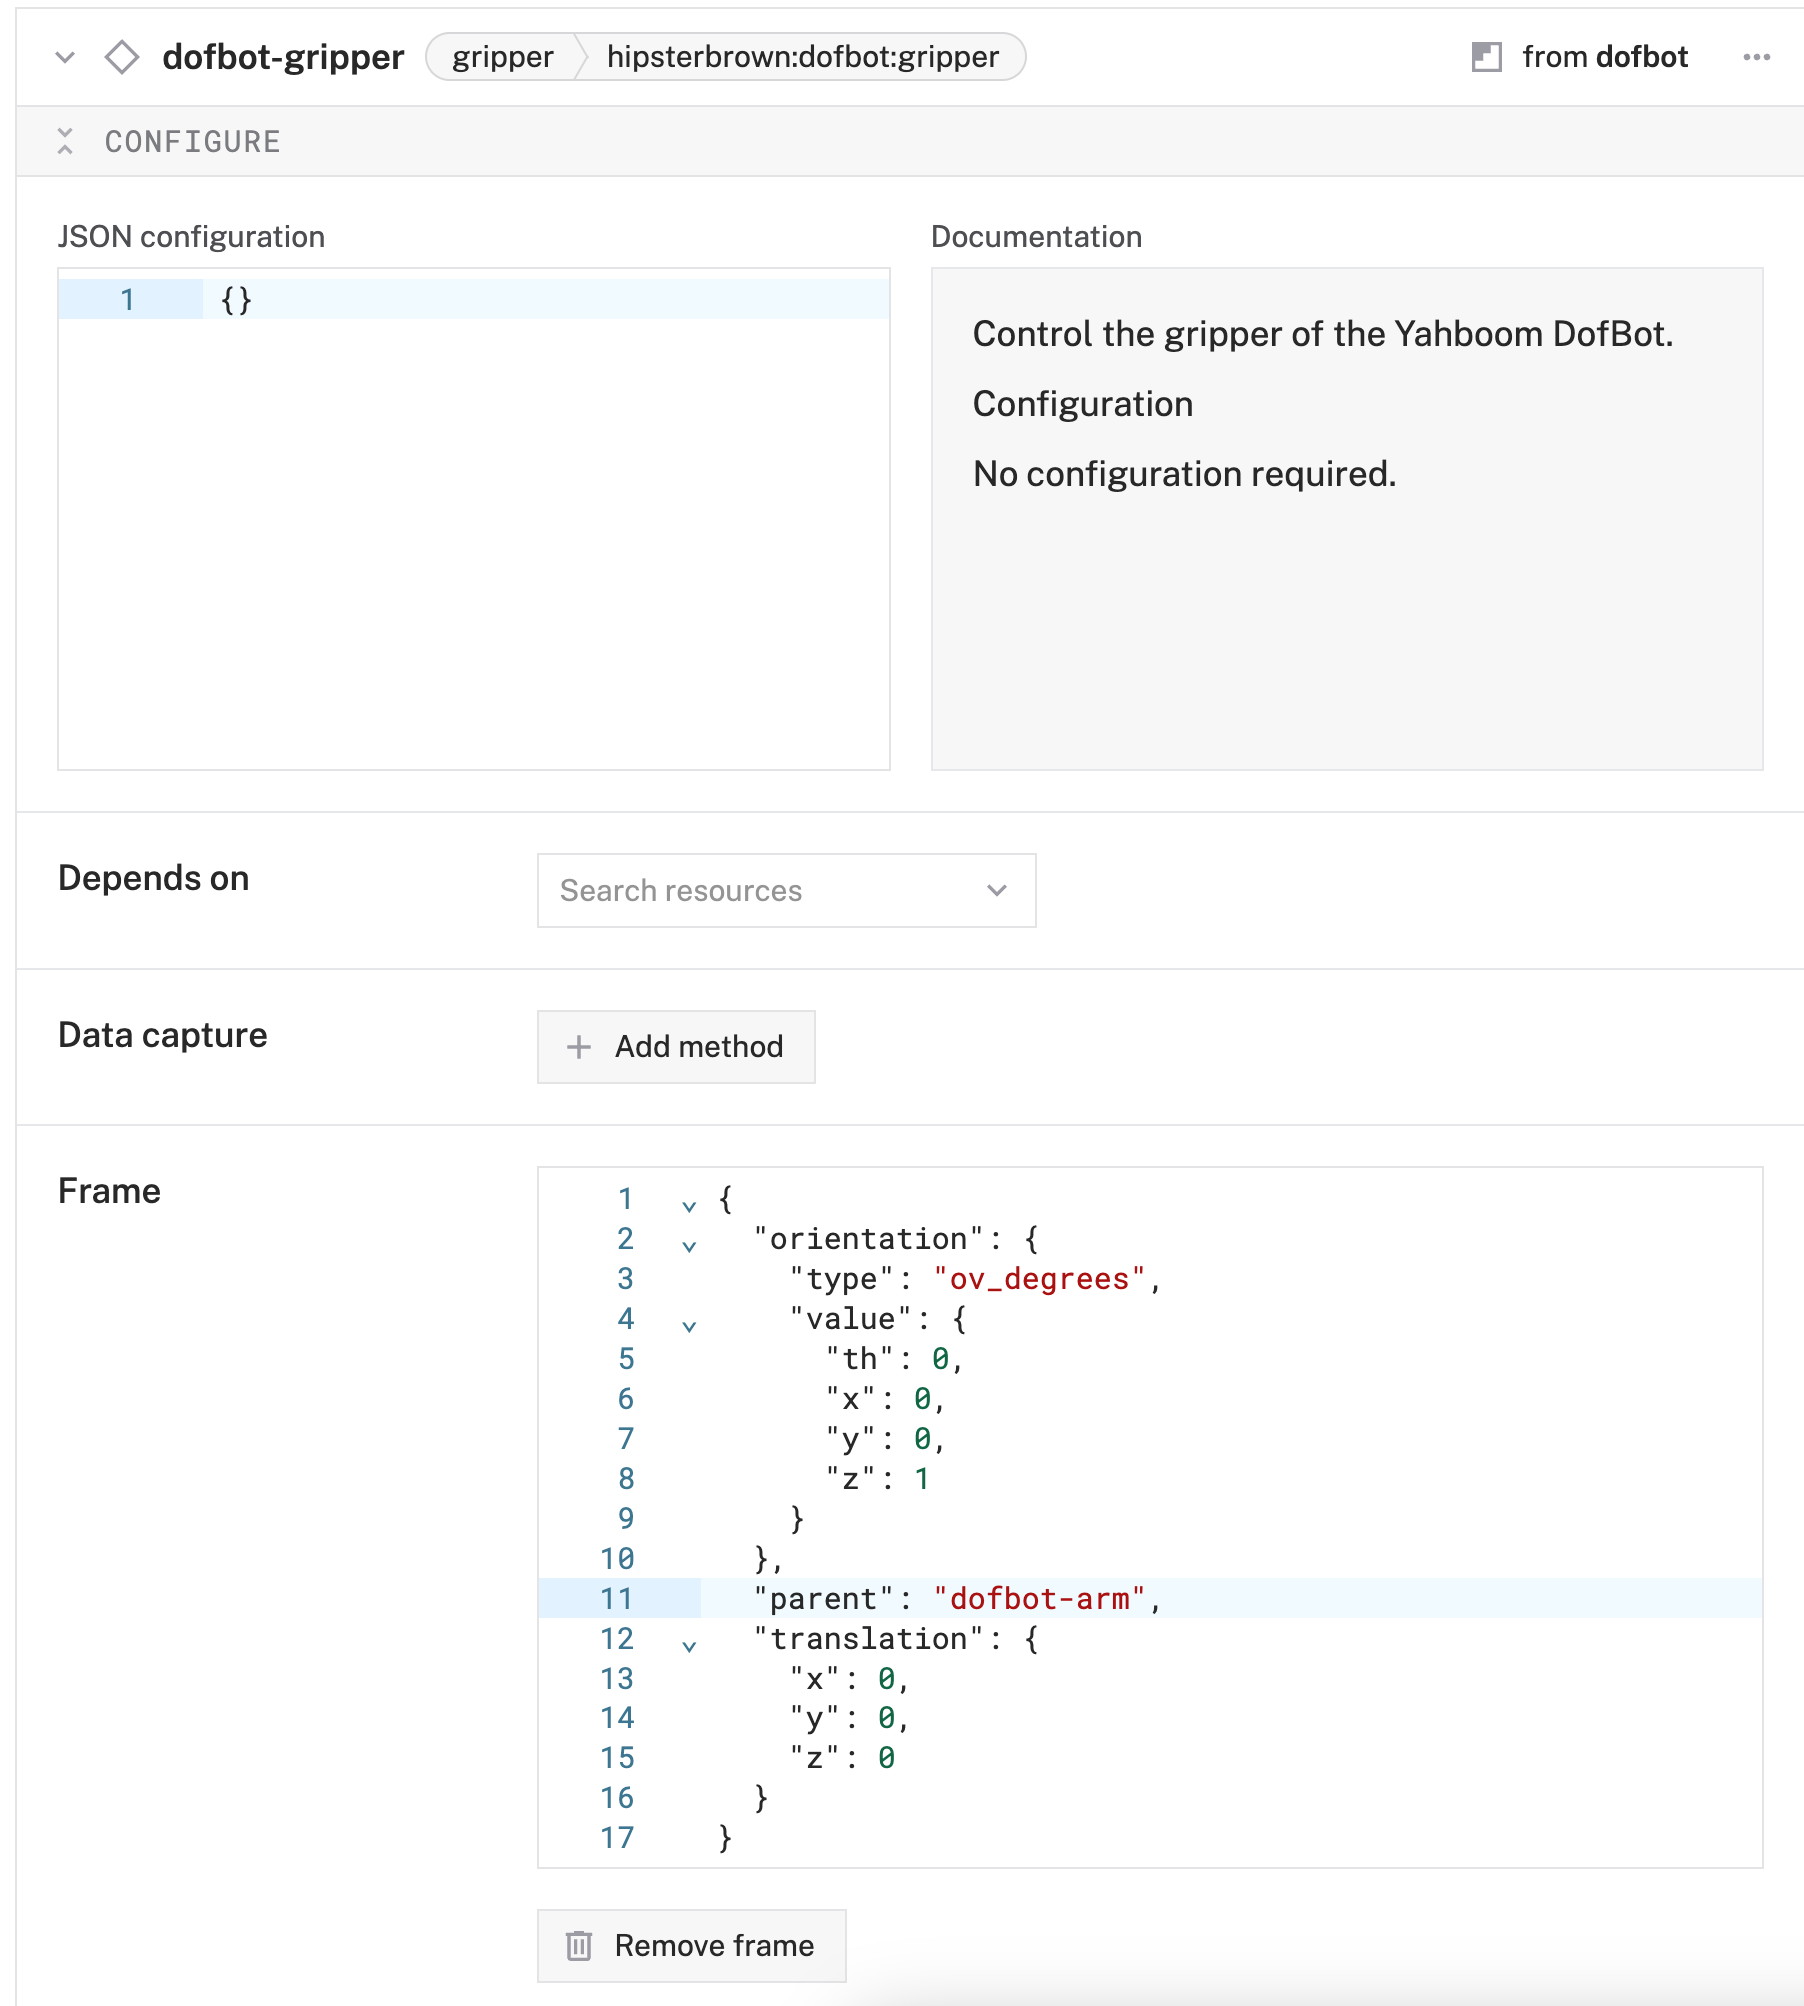 dofbot-gripper gripper hipsterbrown:dofbot:gripper from dofbot
CONFIGURE
JSON configuration
1 {}
Documentation
Control the gripper of the Yahboom DofBot.
Configuration
No configuration required.
Depends on
Search resources
Data capture
Add method
Frame
1 {
2 "orientation": {
3 "type": "ov_degrees",
4 "value": {
5 "th": 0,
6 "x": 0,
7 "y": 0,
8 "z": 1
9 }
10 },
11 "parent": "dofbot-arm",
12 "translation": {
13 "x": 0,
14 "y": 0,
15 "z": 0
16 }
17 }
Remove frame